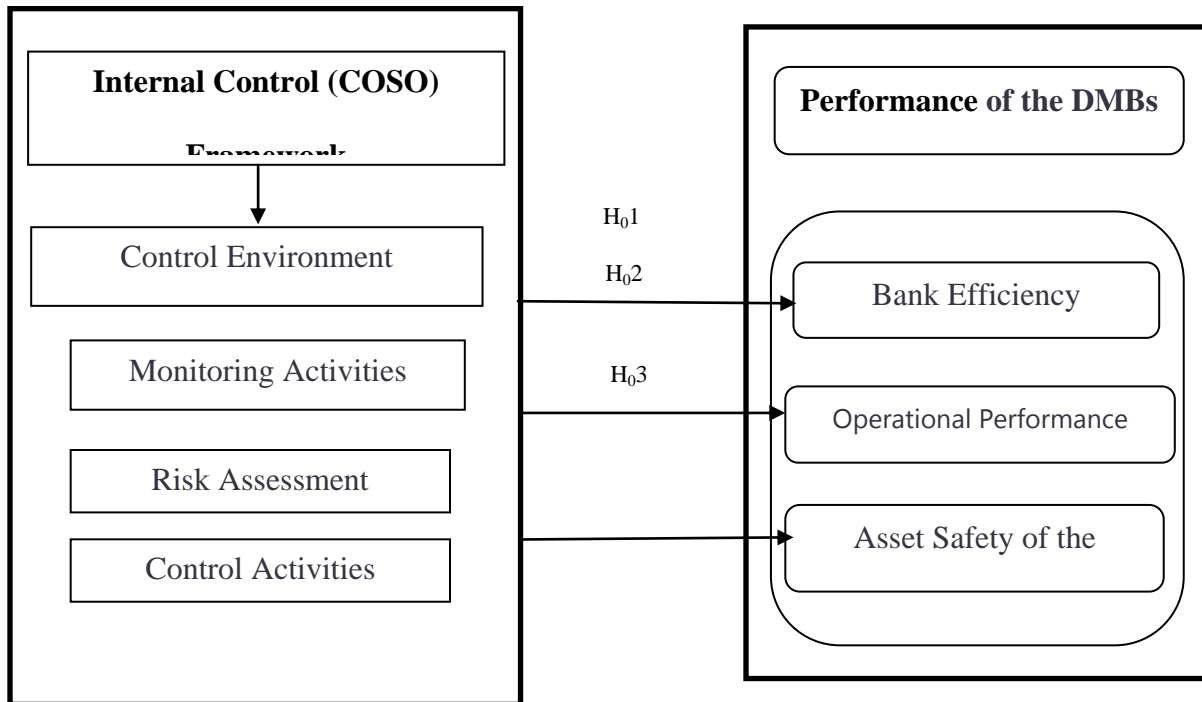 Internal Control (COSO)
Framework
Control Environment
Monitoring Activities
Risk Assessment
Control Activities
H₀1
H₀2
H₀3
Performance of the DMBs
Bank Efficiency
Operational Performance
Asset Safety of the